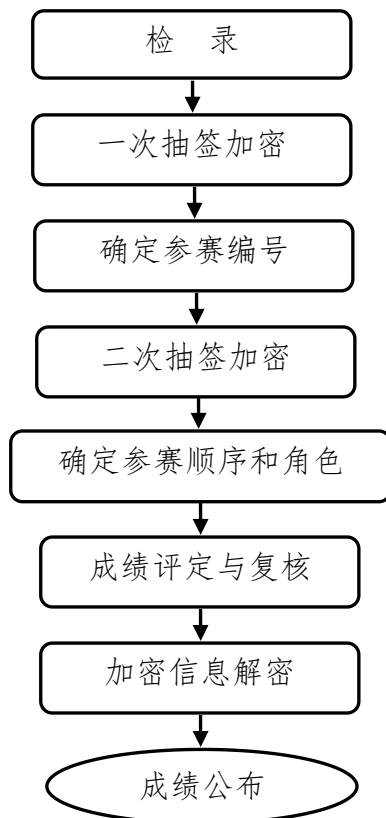 检 录
一次抽签加密
确定参赛编号
二次抽签加密
确定参赛顺序和角色
成绩评定与复核
加密信息解密
成绩公布